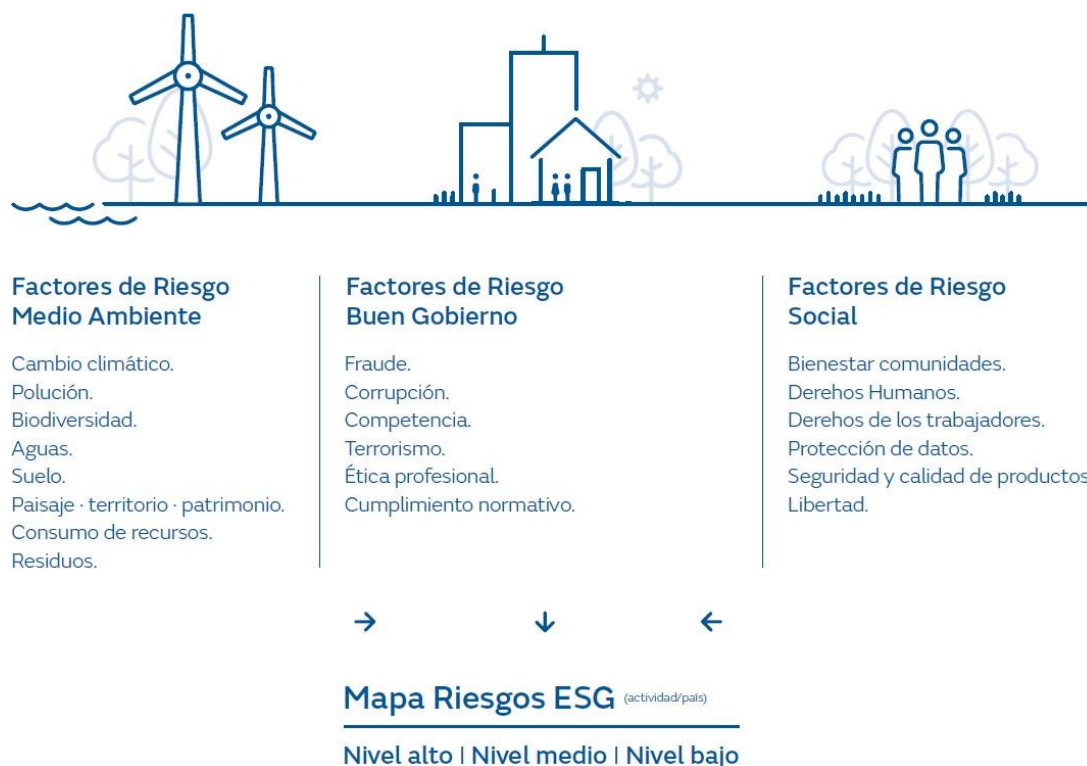 Factores de Riesgo
Medio Ambiente
Cambio climático.
Polución.
Biodiversidad.
Aguas.
Suelo.
Paisaje · territorio · patrimonio.
Consumo de recursos.
Residuos.
Factores de Riesgo
Buen Gobierno
Fraude.
Corrupción.
Competencia.
Terrorismo.
Ética profesional.
Cumplimiento normativo.
Factores de Riesgo
Social
Bienestar comunidades.
Derehos Humanos.
Derehos de los trabajadores.
Protección de datos.
Seguridad y calidad de productos
Libertad.
Mapa Riesgos ESG (actividad/país)
Nivel alto | Nivel medio | Nivel bajo